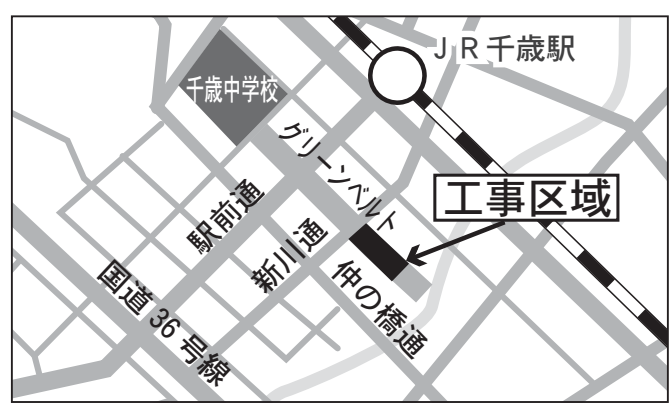 JR千歳駅
千歳中学校
グリーンベルト
工事区域
駅前通
新川通
仲の橋通
国道36号線